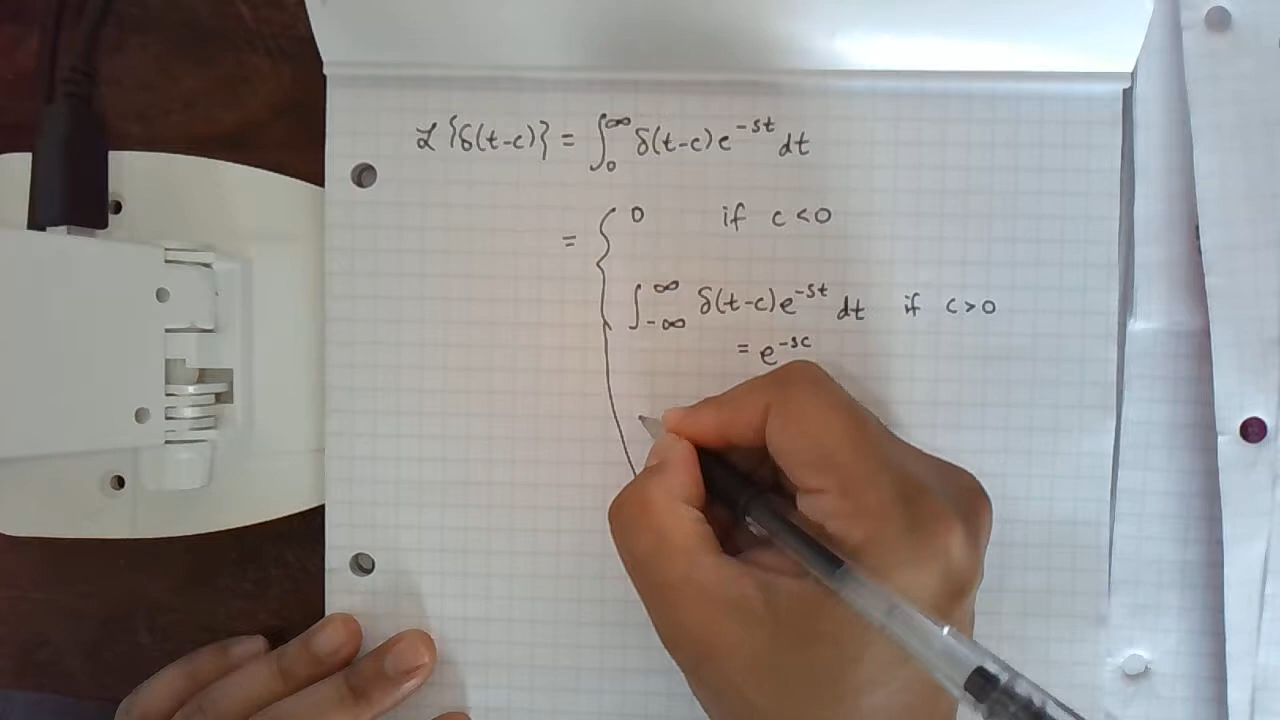 ℒ{δ(t-c)} = ∫₀^∞ δ(t-c)e^{-st} dt
= { 0 if c<0
∫_{-∞}^∞ δ(t-c)e^{-st} dt if c>0
= e^{-sc}